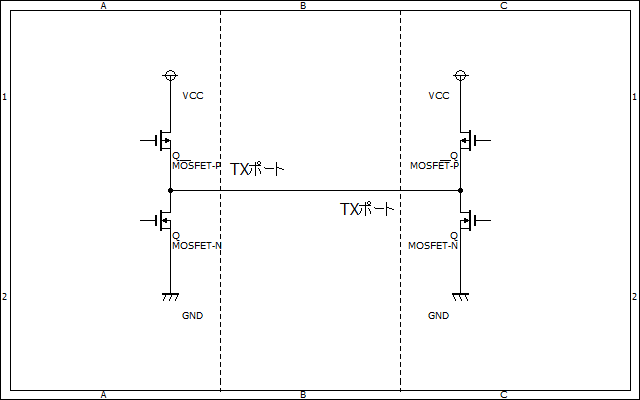 A B C
1 1
VCC VCC
Q Q
MOSFET-P MOSFET-P
TXポート
TXポート
Q Q
MOSFET-N MOSFET-N
2 2
GND GND
A B C